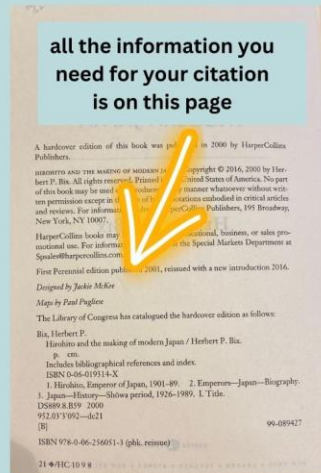 all the information you
need for your citation
is on this page
A hardcover edition of this book was in 2000 by HarperCollins
Publishers.
HIROHITO AND THE MAKING OF MODERN Copyright © 2016, 2000 by Her-
bert P. Bix. All rights reserved. Printed United States of America. No part
of this book may be used manner whatsoever without writ-
ten permission except in embodied in critical articles
and reviews. For Publishers, 195 Broadway,
New York, NY 10007.
HarperCollins books may business, or sales pro-
motional use. For the Special Markets Department at
SPsales@harpercollins.com.
First Perennial edition 2001, reissued with a new introduction 2016.
Designed by Jackie McKee
Maps by Paul Pugliese
The Library of Congress has catalogued the hardcover edition as follows:
Bix, Herbert P.
Hirohito and the making of modern Japan / Herbert P. Bix.
p. cm.
Includes bibliographical references and index.
ISBN 0-06-019314-X
1. Hirohito, Emperor of Japan, 1901–89. 2. Emperors—Japan—Biography.
3. Japan—History—Shōwa period, 1926–1989. I. Title.
DS889.8.B59 2000
952.03'3'092—dc21
[B] 99-089427
ISBN 978-0-06-256051-3 (pbk. reissue)